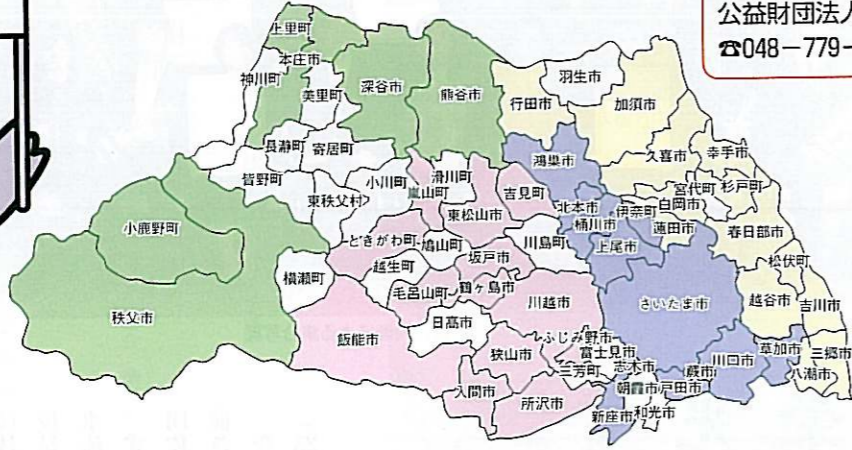 公益財団法人
☎048－779－
上里町
本庄市
神川町
美里町
深谷市
熊谷市
行田市
羽生市
加須市
長瀞町
寄居町
皆野町
東秩父村
小川町
嵐山町
滑川町
東松山市
吉見町
鴻巣市
久喜市
幸手市
宮代町
杉戸町
白岡市
北本市
桶川市
伊奈町
蓮田市
上尾市
春日部市
松伏町
小鹿野町
秩父市
横瀬町
ときがわ町
鳩山町
越生町
毛呂山町
坂戸市
鶴ヶ島市
川島町
川越市
さいたま市
越谷市
吉川市
日高市
飯能市
狭山市
ふじみ野市
富士見市
三芳町
志木市
入間市
所沢市
朝霞市
新座市
和光市
戸田市
蕨市
川口市
草加市
三郷市
八潮市